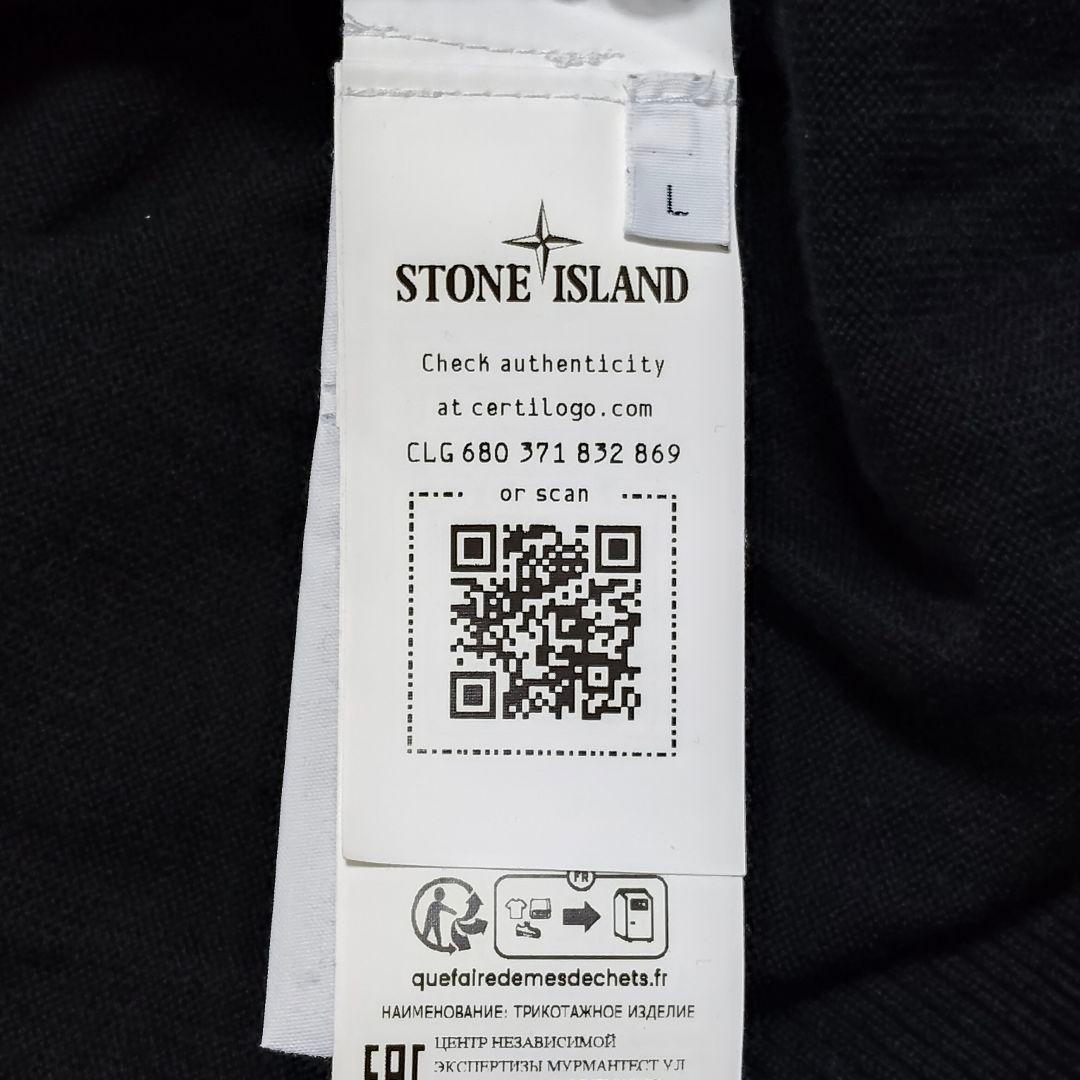 L
STONE ISLAND
Check authenticity
at certilogo.com
CLG 680 371 832 869
or scan
FR
quefairedemesdechets.fr
НАИМЕНОВАНИЕ: ТРИКОТАЖНОЕ ИЗДЕЛИЕ
EAC
ЦЕНТР НЕЗАВИСИМОЙ
ЭКСПЕРТИЗЫ МУРМАНТЕСТ УЛ